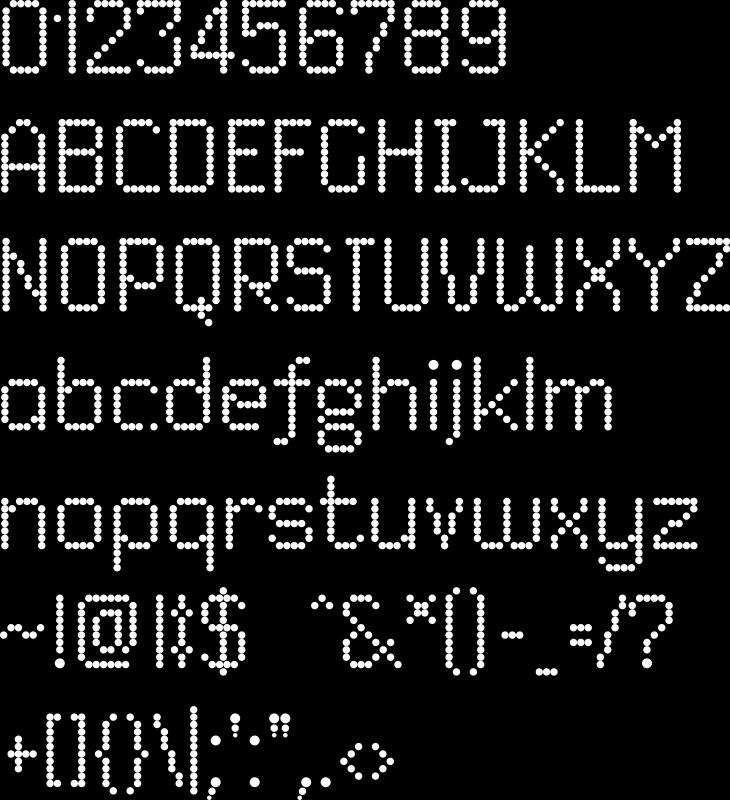 0123456789
ABCDEFGHIJKLM
NOPQRSTUVWXYZ
abcdefghijklm
nopqrstuvwxyz
~!@#$ ^&*()-_=/?
+[]{}\|;':",.<>